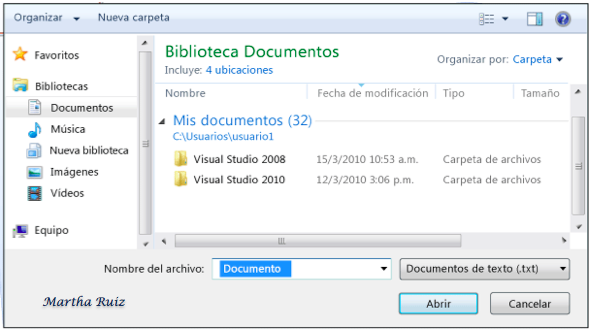 Organizar Nueva carpeta
Favoritos
Bibliotecas
Documentos
Música
Nueva biblioteca
Imágenes
Vídeos
Equipo
Biblioteca Documentos
Incluye: 4 ubicaciones
Organizar por: Carpeta
Nombre Fecha de modificación Tipo Tamaño
Mis documentos (32)
C:\Usuarios\usuario1
Visual Studio 2008 15/3/2010 10:53 a.m. Carpeta de archivos
Visual Studio 2010 12/3/2010 3:06 p.m. Carpeta de archivos
Nombre del archivo: Documento Documentos de texto (.txt)
Martha Ruiz Abrir Cancelar